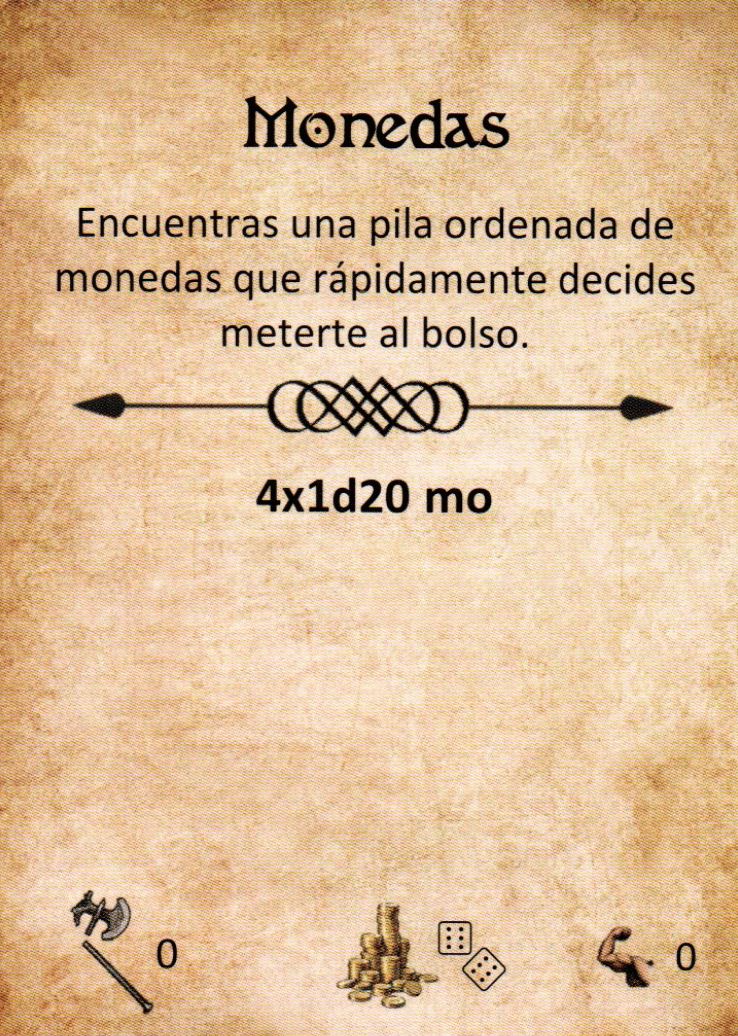 Monedas
Encuentras una pila ordenada de
monedas que rápidamente decides
meterte al bolso.
4x1d20 mo
0
0